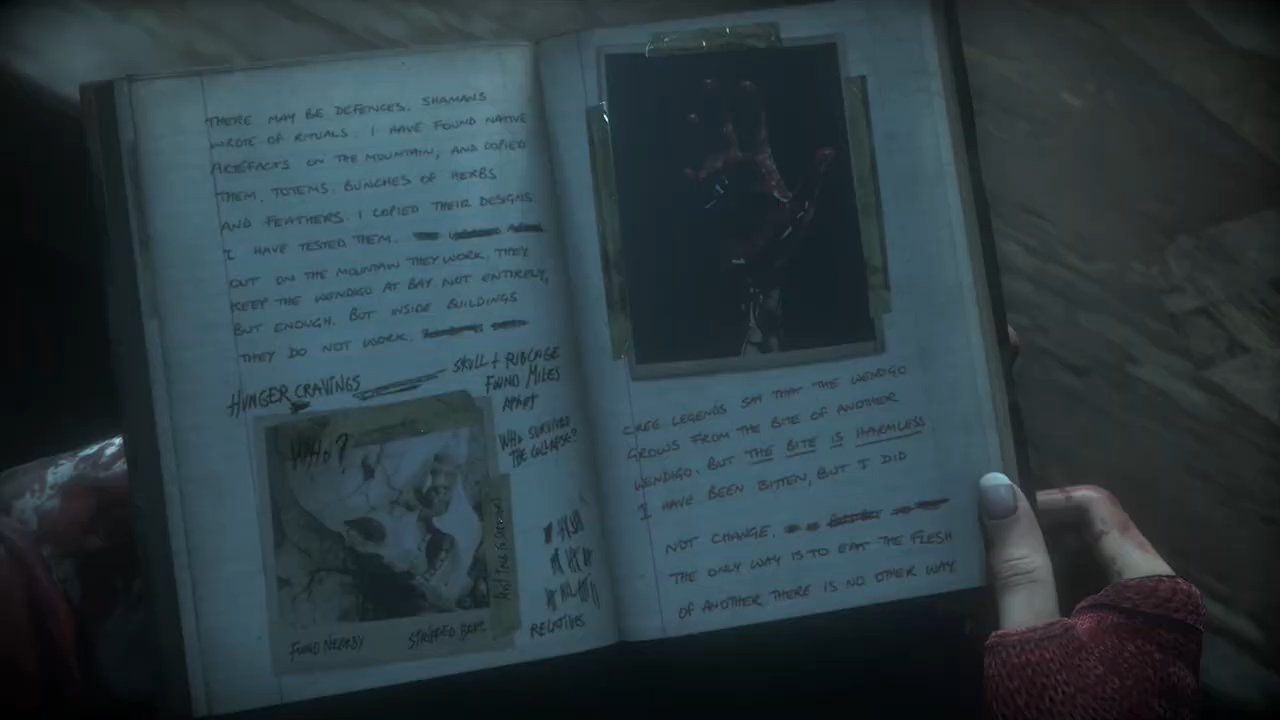 THERE MAY BE DEFENCES. SHAMANS
WROTE OF RITUALS. I HAVE FOUND NATIVE
ARTEFACTS ON THE MOUNTAIN, AND COPIED
THEM. TOTEMS. BUNCHES OF HERBS
AND FEATHERS. I COPIED THEIR DESIGNS.
I HAVE TESTED THEM.
OUT ON THE MOUNTAIN THEY WORK. THEY
KEEP THE WENDIGO AT BAY. NOT ENTIRELY,
BUT ENOUGH. BUT INSIDE BUILDINGS
THEY DO NOT WORK.
HUNGER CRAVINGS
SKULL + RIBCAGE
FOUND MILES
APART
WHO SURVIVED
THE COLLAPSE?
WHO?
FOUND NEARBY
STRIPPED BARE
RELATIVES
CREE LEGENDS SAY THAT THE WENDIGO
GROWS FROM THE BITE OF ANOTHER
WENDIGO. BUT THE BITE IS HARMLESS
I HAVE BEEN BITTEN, BUT I DID
NOT CHANGE.
THE ONLY WAY IS TO EAT THE FLESH
OF ANOTHER THERE IS NO OTHER WAY